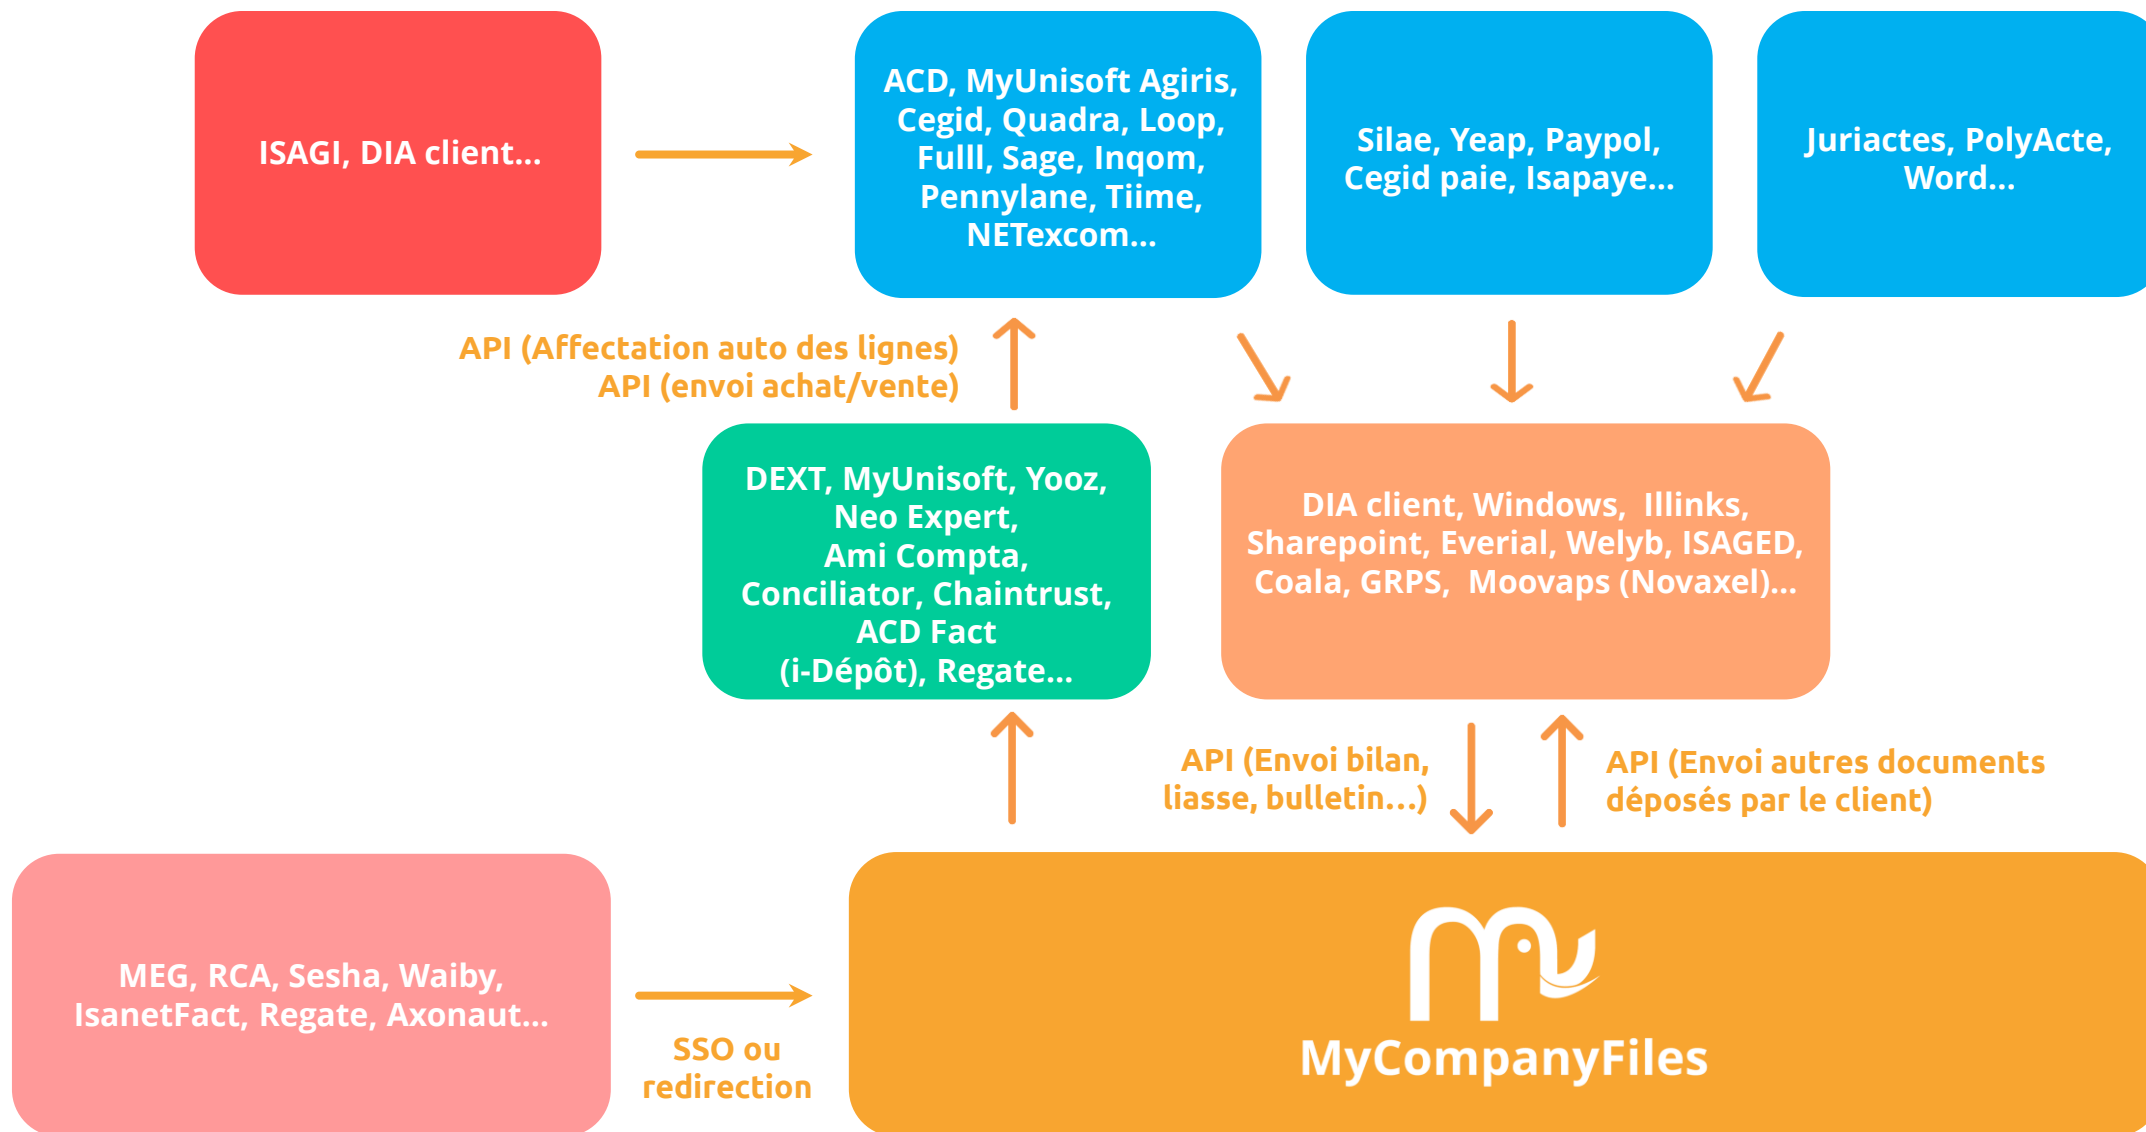 ISAGI, DIA client...
ACD, MyUnisoft Agiris,
Cegid, Quadra, Loop,
Fulll, Sage, Inqom,
Pennylane, Tiime,
NETexcom...
Silae, Yeap, Paypol,
Cegid paie, Isapaye...
Juriactes, PolyActe,
Word...
API (Affectation auto des lignes)
API (envoi achat/vente)
DEXT, MyUnisoft, Yooz,
Neo Expert,
Ami Compta,
Conciliator, Chaintrust,
ACD Fact
(i-Dépôt), Regate...
DIA client, Windows, Illinks,
Sharepoint, Everial, Welyb, ISAGED,
Coala, GRPS, Moovaps (Novaxel)...
API (Envoi bilan,
liasse, bulletin...)
API (Envoi autres documents
déposés par le client)
MEG, RCA, Sesha, Waiby,
IsanetFact, Regate, Axonaut...
SSO ou
redirection
MyCompanyFiles